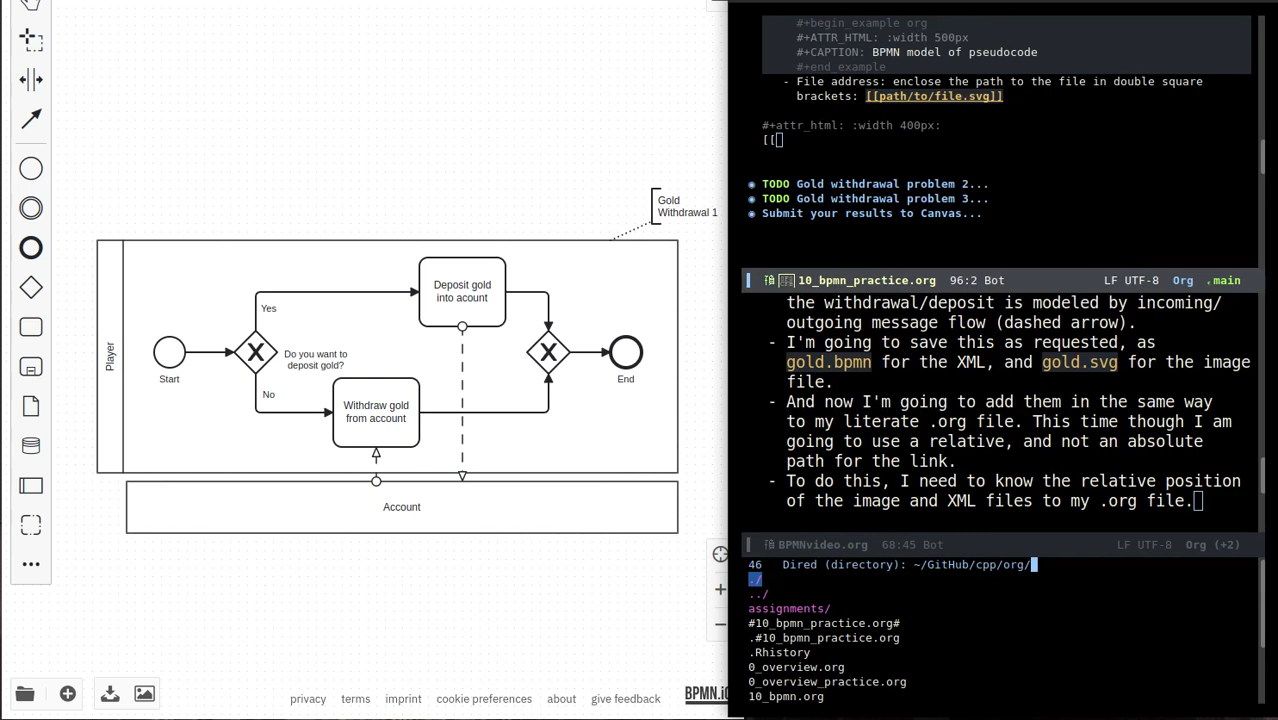 Gold
Withdrawal 1
Deposit gold
into acount
Yes
Player
Do you want to
deposit gold?
Start
End
No
Withdraw gold
from account
Account
privacy terms imprint cookie preferences about give feedback
#+begin_example org
#+ATTR_HTML: :width 500px
#+CAPTION: BPMN model of pseudocode
#+end_example
- File address: enclose the path to the file in double square
brackets: [[path/to/file.svg]]
#+attr_html: :width 400px:
[[
◉ TODO Gold withdrawal problem 2...
◉ TODO Gold withdrawal problem 3...
◉ Submit your results to Canvas...
10_bpmn_practice.org 96:2 Bot LF UTF-8 Org .main
the withdrawal/deposit is modeled by incoming/
outgoing message flow (dashed arrow).
- I'm going to save this as requested, as
gold.bpmn for the XML, and gold.svg for the image
file.
- And now I'm going to add them in the same way
to my literate .org file. This time though I am
going to use a relative, and not an absolute
path for the link.
- To do this, I need to know the relative position
of the image and XML files to my .org file.
BPMNvideo.org 68:45 Bot LF UTF-8 Org (+2)
46 Dired (directory): ~/GitHub/cpp/org/
./
../
assignments/
#10_bpmn_practice.org#
.#10_bpmn_practice.org
.Rhistory
0_overview.org
0_overview_practice.org
10_bpmn.org